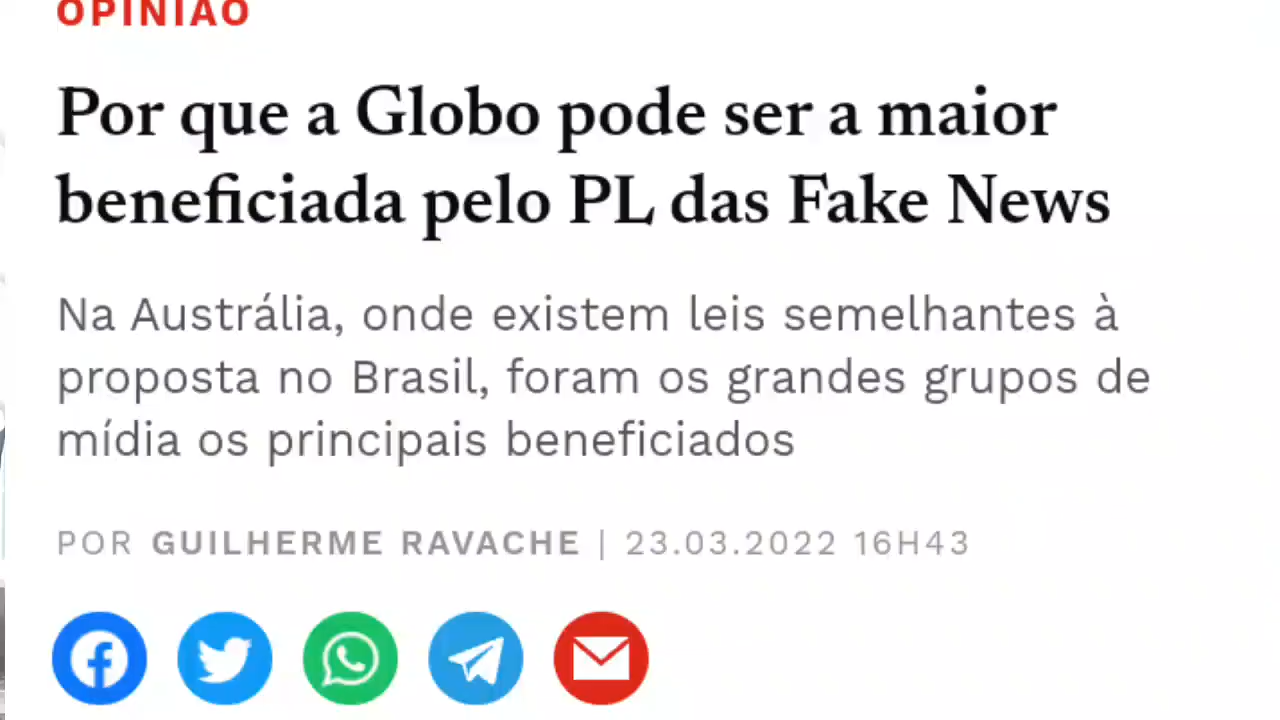 OPINIÃO
Por que a Globo pode ser a maior
beneficiada pelo PL das Fake News
Na Austrália, onde existem leis semelhantes à
proposta no Brasil, foram os grandes grupos de
mídia os principais beneficiados
POR GUILHERME RAVACHE | 23.03.2022 16H43